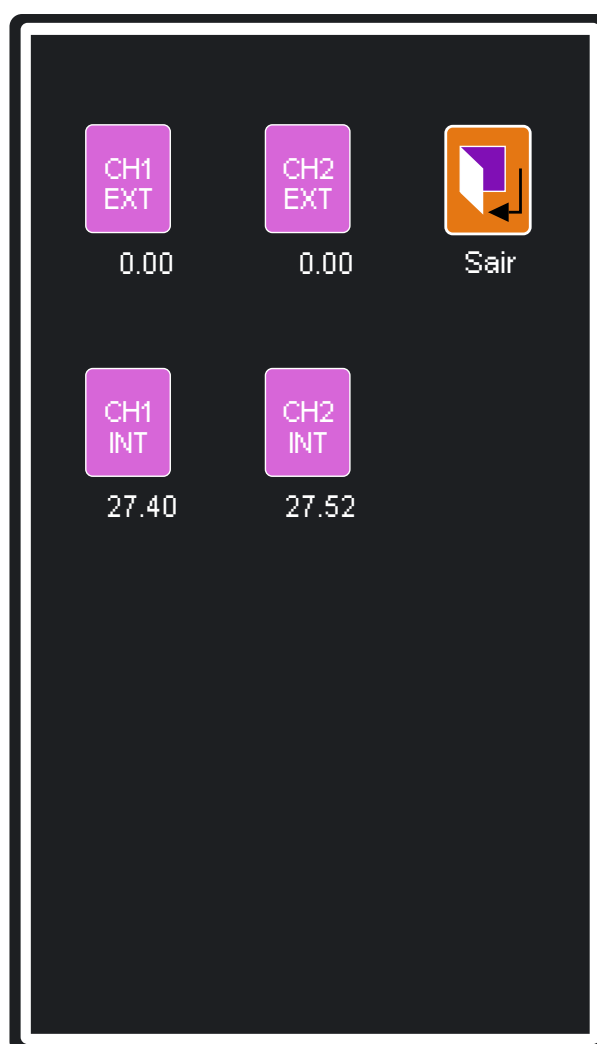 CH1
EXT
0.00
CH2
EXT
0.00
Sair
CH1
INT
27.40
CH2
INT
27.52